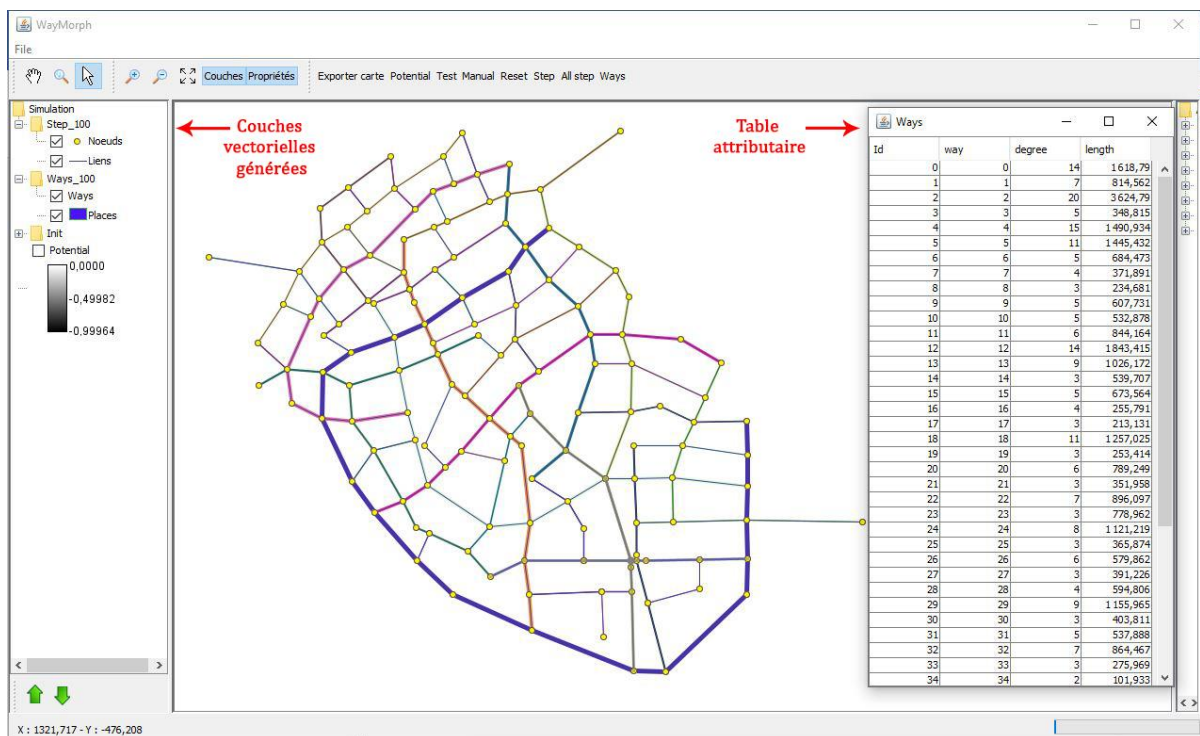 WayMorph
File
Couches Propriétés Exporter carte Potential Test Manual Reset Step All step Ways
Simulation
Step_100
Noeuds
Liens
Ways_100
Ways
Places
Init
Potential
0,0000
-0,49982
-0,99964
Couches
vectorielles
générées
Table
attributaire
Ways
Id way degree length
0 0 14 1 618,79
1 1 7 814,562
2 2 20 3 624,79
3 3 5 348,815
4 4 15 1 490,934
5 5 11 1 445,432
6 6 5 684,473
7 7 4 371,891
8 8 3 234,681
9 9 5 607,731
10 10 5 532,878
11 11 6 844,164
12 12 14 1 843,415
13 13 9 1 026,172
14 14 3 539,707
15 15 5 673,564
16 16 4 255,791
17 17 3 213,131
18 18 11 1 257,025
19 19 3 253,414
20 20 6 789,249
21 21 3 351,958
22 22 7 896,097
23 23 3 778,962
24 24 8 1 121,219
25 25 3 365,874
26 26 6 579,862
27 27 3 391,226
28 28 4 594,806
29 29 9 1 155,965
30 30 3 403,811
31 31 5 537,888
32 32 7 864,467
33 33 3 275,969
34 34 2 101,933
X : 1321,717 - Y : -476,208